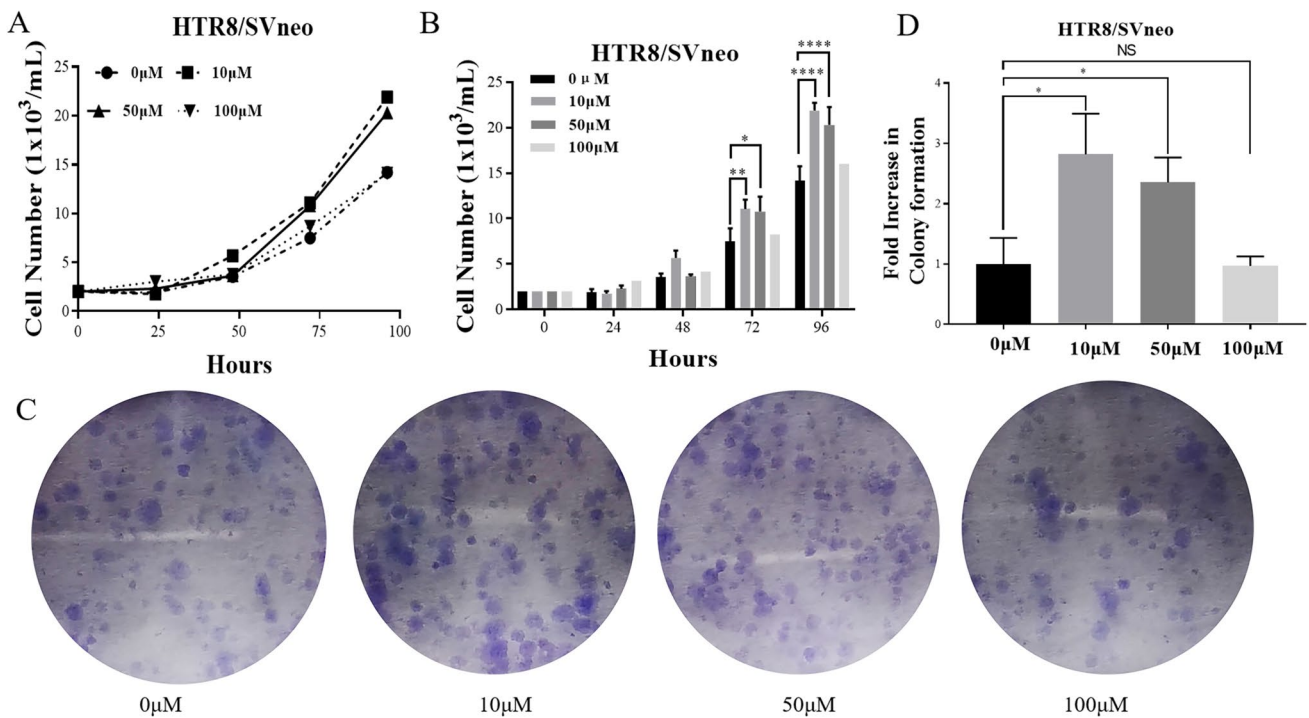 A
HTR8/SVneo
0μM 10μM
50μM 100μM
Cell Number (1x10³/mL)
25
20
15
10
5
0
0 25 50 75 100
Hours
B
HTR8/SVneo
0 μ M
10μM
50μM
100μM
Cell Number (1x10³/mL)
25
20
15
10
5
0
** *
**** ****
0 24 48 72 96
Hours
D
HTR8/SVneo
NS
*
*
Fold Increase in
Colony formation
4
3
2
1
0
0μM 10μM 50μM 100μM
C
0μM 10μM 50μM 100μM